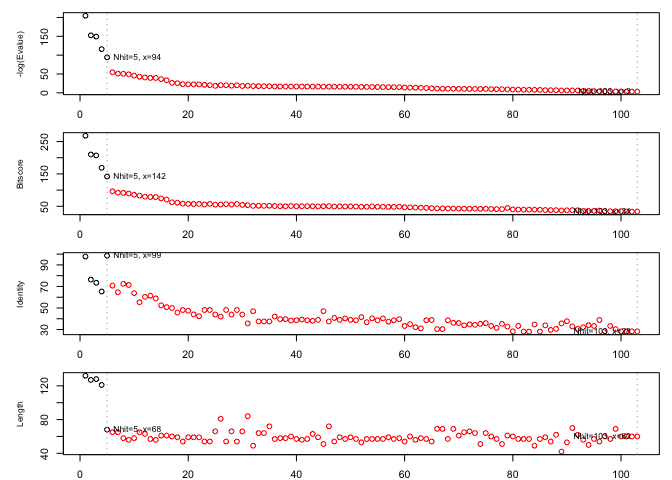 -log(Evalue)
0 50 150
Nhit=5, x=94
0 20 40 60 80 100
Bitscore
50 150 250
Nhit=5, x=142
0 20 40 60 80 100
Identity
30 50 70 90
Nhit=5, x=99
0 20 40 60 80 100
Length
40 80 120
Nhit=5, x=68
0 20 40 60 80 100